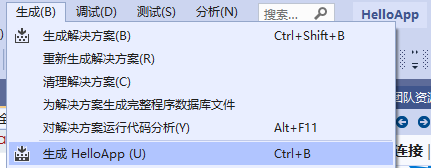 生成(B) 调试(D) 测试(S) 分析(N) 搜索... HelloApp
生成解决方案(B) Ctrl+Shift+B
重新生成解决方案(R)
清理解决方案(C)
为解决方案生成完整程序数据库文件
团队资源
对解决方案运行代码分析(Y) Alt+F11
生成 HelloApp (U) Ctrl+B
连接